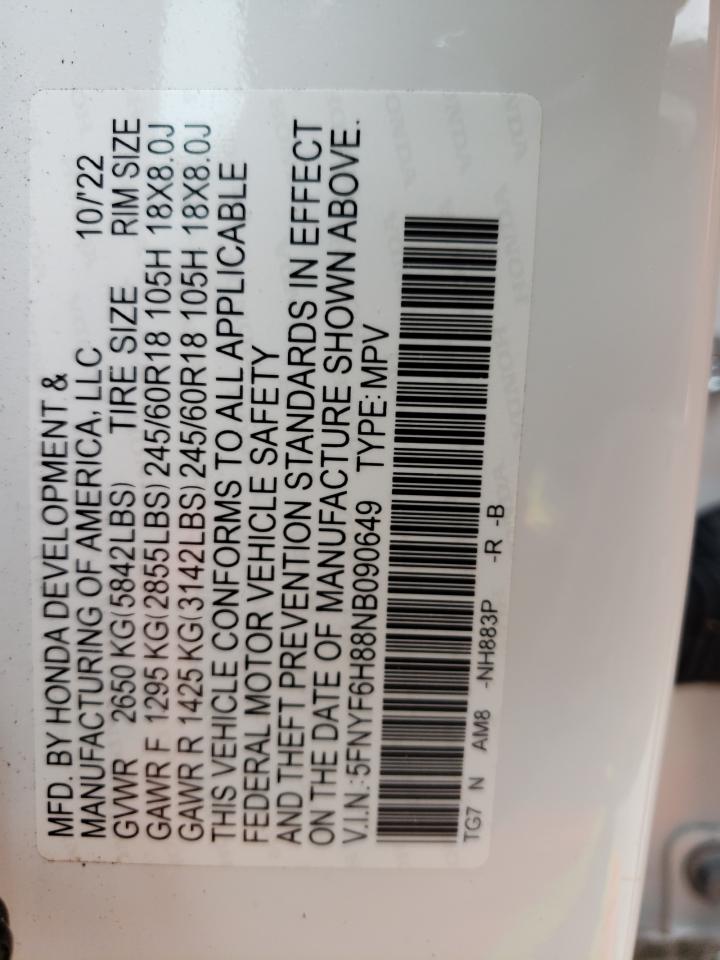 MFD. BY HONDA DEVELOPMENT &
MANUFACTURING OF AMERICA, LLC 10/'22
GVWR 2650 KG(5842LBS) TIRE SIZE RIM SIZE
GAWR F 1295 KG(2855LBS) 245/60R18 105H 18X8.0J
GAWR R 1425 KG(3142LBS) 245/60R18 105H 18X8.0J
THIS VEHICLE CONFORMS TO ALL APPLICABLE
FEDERAL MOTOR VEHICLE SAFETY
AND THEFT PREVENTION STANDARDS IN EFFECT
ON THE DATE OF MANUFACTURE SHOWN ABOVE.
V.I.N.:5FNYF6H88NB090649 TYPE:MPV
TG7 N AM8 -NH883P -R -B
HONDA